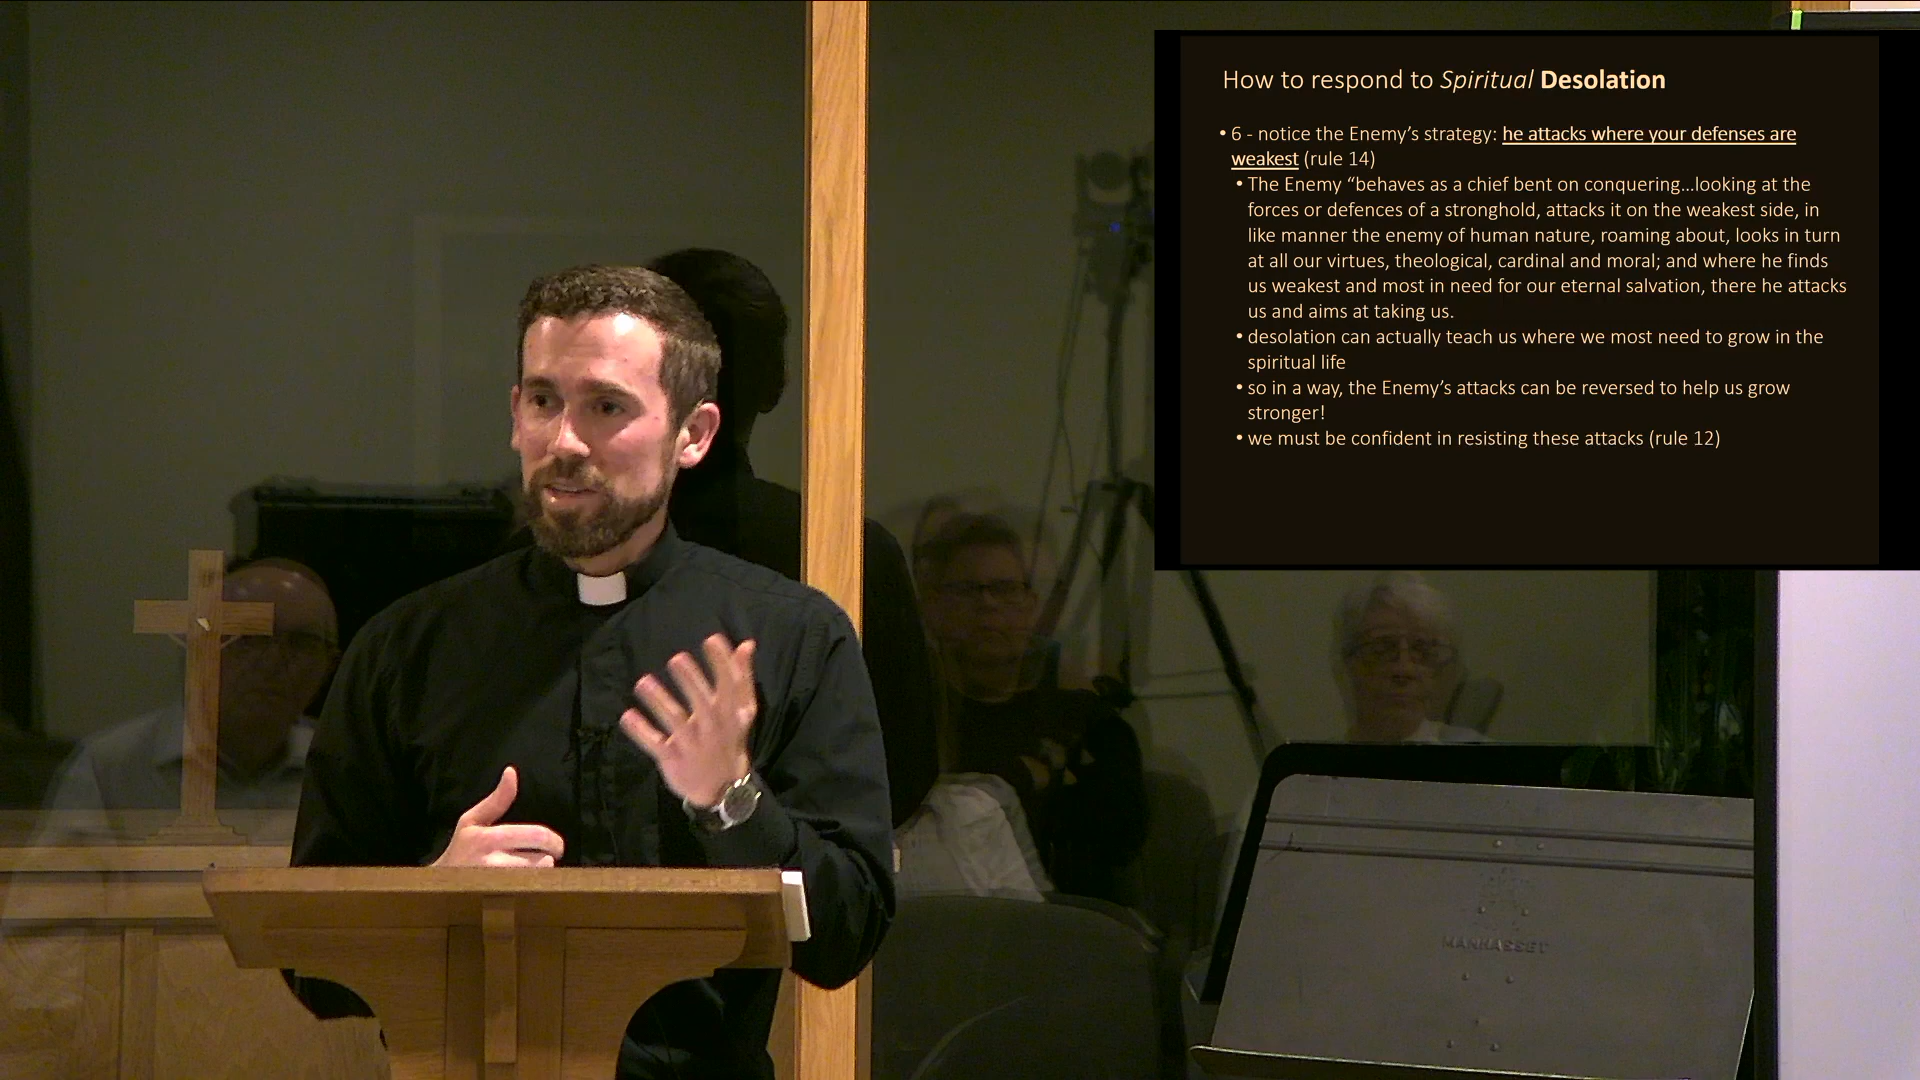 How to respond to Spiritual Desolation
• 6 - notice the Enemy’s strategy: he attacks where your defenses are
weakest (rule 14)
• The Enemy “behaves as a chief bent on conquering...looking at the
forces or defences of a stronghold, attacks it on the weakest side, in
like manner the enemy of human nature, roaming about, looks in turn
at all our virtues, theological, cardinal and moral; and where he finds
us weakest and most in need for our eternal salvation, there he attacks
us and aims at taking us.
• desolation can actually teach us where we most need to grow in the
spiritual life
• so in a way, the Enemy’s attacks can be reversed to help us grow
stronger!
• we must be confident in resisting these attacks (rule 12)
MANHASSET